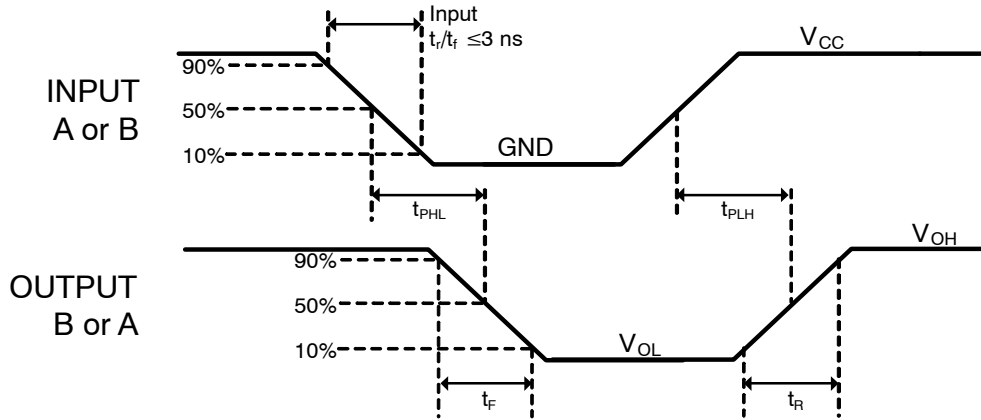 Input
tr/tf ≤3 ns
VCC
90%
INPUT
A or B
50%
10%
GND
tPHL
tPLH
VOH
90%
OUTPUT
B or A
50%
10%
VOL
tF
tR